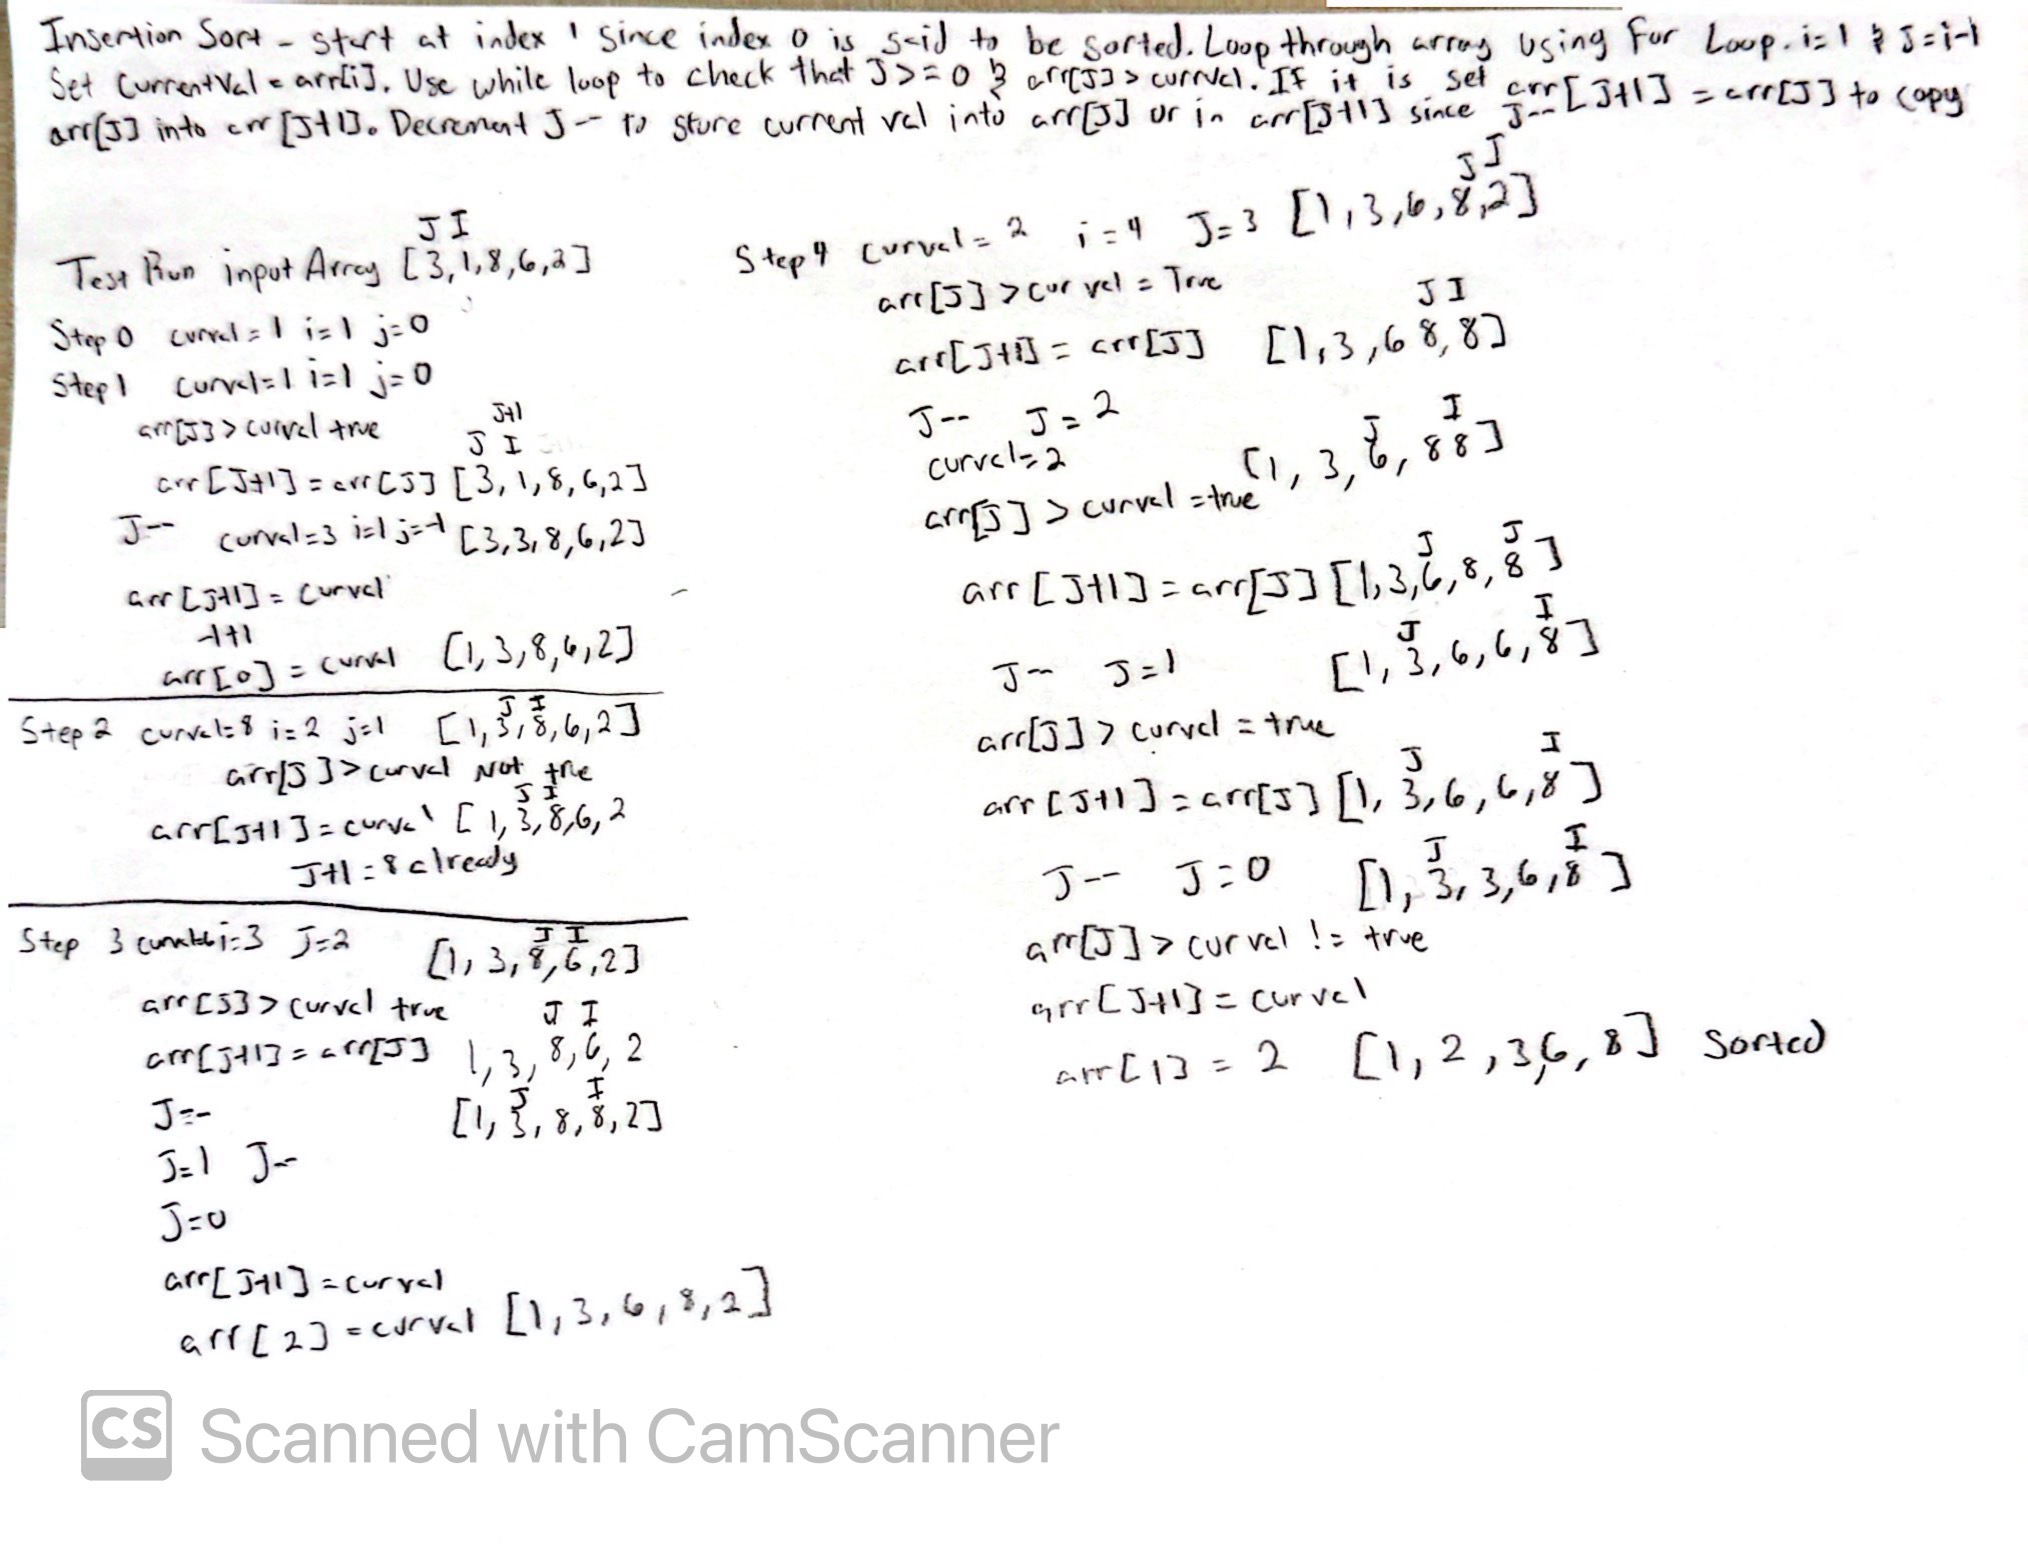 Insertion Sort - start at index 1 since index 0 is said to be sorted. Loop through array using For Loop. i=1 & J=i-1
Set CurrentVal = arr[i]. Use while loop to check that J>=0 & arr[J]> currval. If it is set arr[J+1] = arr[J] to copy
arr[J] into arr[J+1]. Decrement J-- to store current val into arr[J] or in arr[J+1] since J--
J I
Test Run input Array [3,1,8,6,2]
Step 0 curval=1 i=1 j=0
Step 1 curval=1 i=1 j=0
arr[J]> curval true
J+1
J I
arr[J+1]=arr[J] [3,1,8,6,2]
J-- curval=3 i=1 j=-1 [3,3,8,6,2]
arr[J+1]= curval
-1+1
arr[0]= curval [1,3,8,6,2]
J I
Step 2 curval=8 i=2 j=1 [1,3,8,6,2]
arr[J]>curval Not true
J I
arr[J+1]=curval [1,3,8,6,2
J+1=8 already
J I
Step 3 curval=6 i=3 J=2 [1,3,8,6,2]
arr[J]> curval true
J I
arr[J+1]=arr[J] 1,3,8,6,2
J I
J-- [1,3,8,8,2]
J=1 J--
J=0
arr[J+1]=curval
arr[2]=curval [1,3,6,8,2]
J I
Step 4 curval=2 i=4 J=3 [1,3,6,8,2]
arr[J] >cur val = True
J I
arr[J+1] = arr[J] [1,3,6 8,8]
J-- J=2
J I
curval=2 [1,3,6,8 8]
arr[J] > curval =true
J J
arr[J+1]=arr[J] [1,3,6,8,8]
J I
J-- J=1 [1,3,6,6,8]
arr[J]> curval = true
J I
arr[J+1]=arr[J] [1,3,6,6,8]
J I
J-- J=0 [1,3,3,6,8]
arr[J]> curval != true
arr[J+1]= curval
arr[1] = 2 [1,2,3,6,8] Sorted
CS Scanned with CamScanner